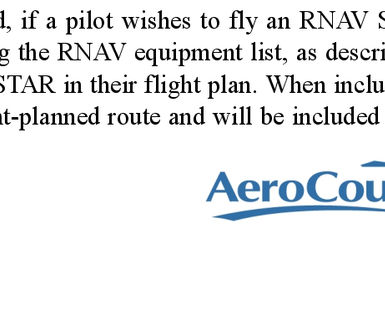 d, if a pilot wishes to fly an RNAV S
g the RNAV equipment list, as descri
STAR in their flight plan. When inclu
t-planned route and will be included
AeroCou